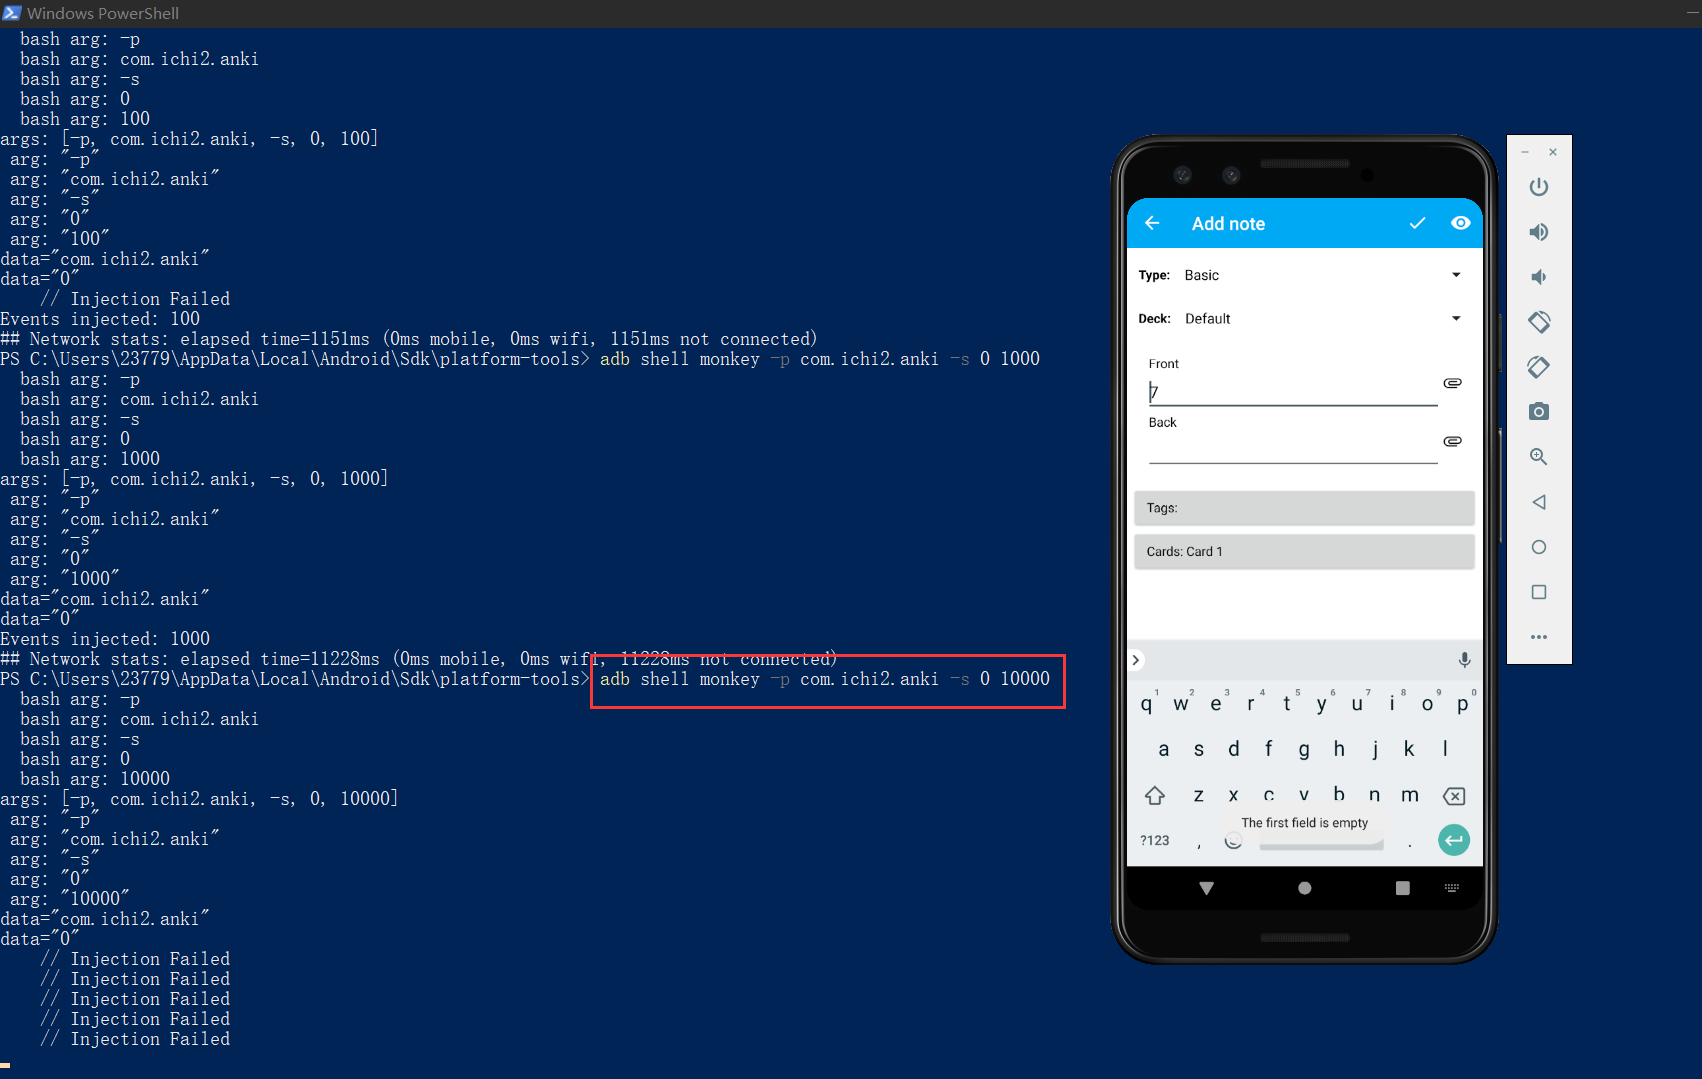 Windows PowerShell
  bash arg: -p
  bash arg: com.ichi2.anki
  bash arg: -s
  bash arg: 0
  bash arg: 100
args: [-p, com.ichi2.anki, -s, 0, 100]
 arg: "-p"
 arg: "com.ichi2.anki"
 arg: "-s"
 arg: "0"
 arg: "100"
data="com.ichi2.anki"
data="0"
    // Injection Failed
Events injected: 100
## Network stats: elapsed time=1151ms (0ms mobile, 0ms wifi, 1151ms not connected)
PS C:\Users\23779\AppData\Local\Android\Sdk\platform-tools> adb shell monkey -p com.ichi2.anki -s 0 1000
  bash arg: -p
  bash arg: com.ichi2.anki
  bash arg: -s
  bash arg: 0
  bash arg: 1000
args: [-p, com.ichi2.anki, -s, 0, 1000]
 arg: "-p"
 arg: "com.ichi2.anki"
 arg: "-s"
 arg: "0"
 arg: "1000"
data="com.ichi2.anki"
data="0"
Events injected: 1000
## Network stats: elapsed time=11228ms (0ms mobile, 0ms wifi, 11228ms not connected)
PS C:\Users\23779\AppData\Local\Android\Sdk\platform-tools> adb shell monkey -p com.ichi2.anki -s 0 10000
  bash arg: -p
  bash arg: com.ichi2.anki
  bash arg: -s
  bash arg: 0
  bash arg: 10000
args: [-p, com.ichi2.anki, -s, 0, 10000]
 arg: "-p"
 arg: "com.ichi2.anki"
 arg: "-s"
 arg: "0"
 arg: "10000"
data="com.ichi2.anki"
data="0"
    // Injection Failed
    // Injection Failed
    // Injection Failed
    // Injection Failed
    // Injection Failed
Add note
Type: Basic
Deck: Default
Front
7
Back
Tags:
Cards: Card 1
1 2 3 4 5 6 7 8 9 0
q w e r t y u i o p
a s d f g h j k l
z x c v b n m
The first field is empty
?123 , .